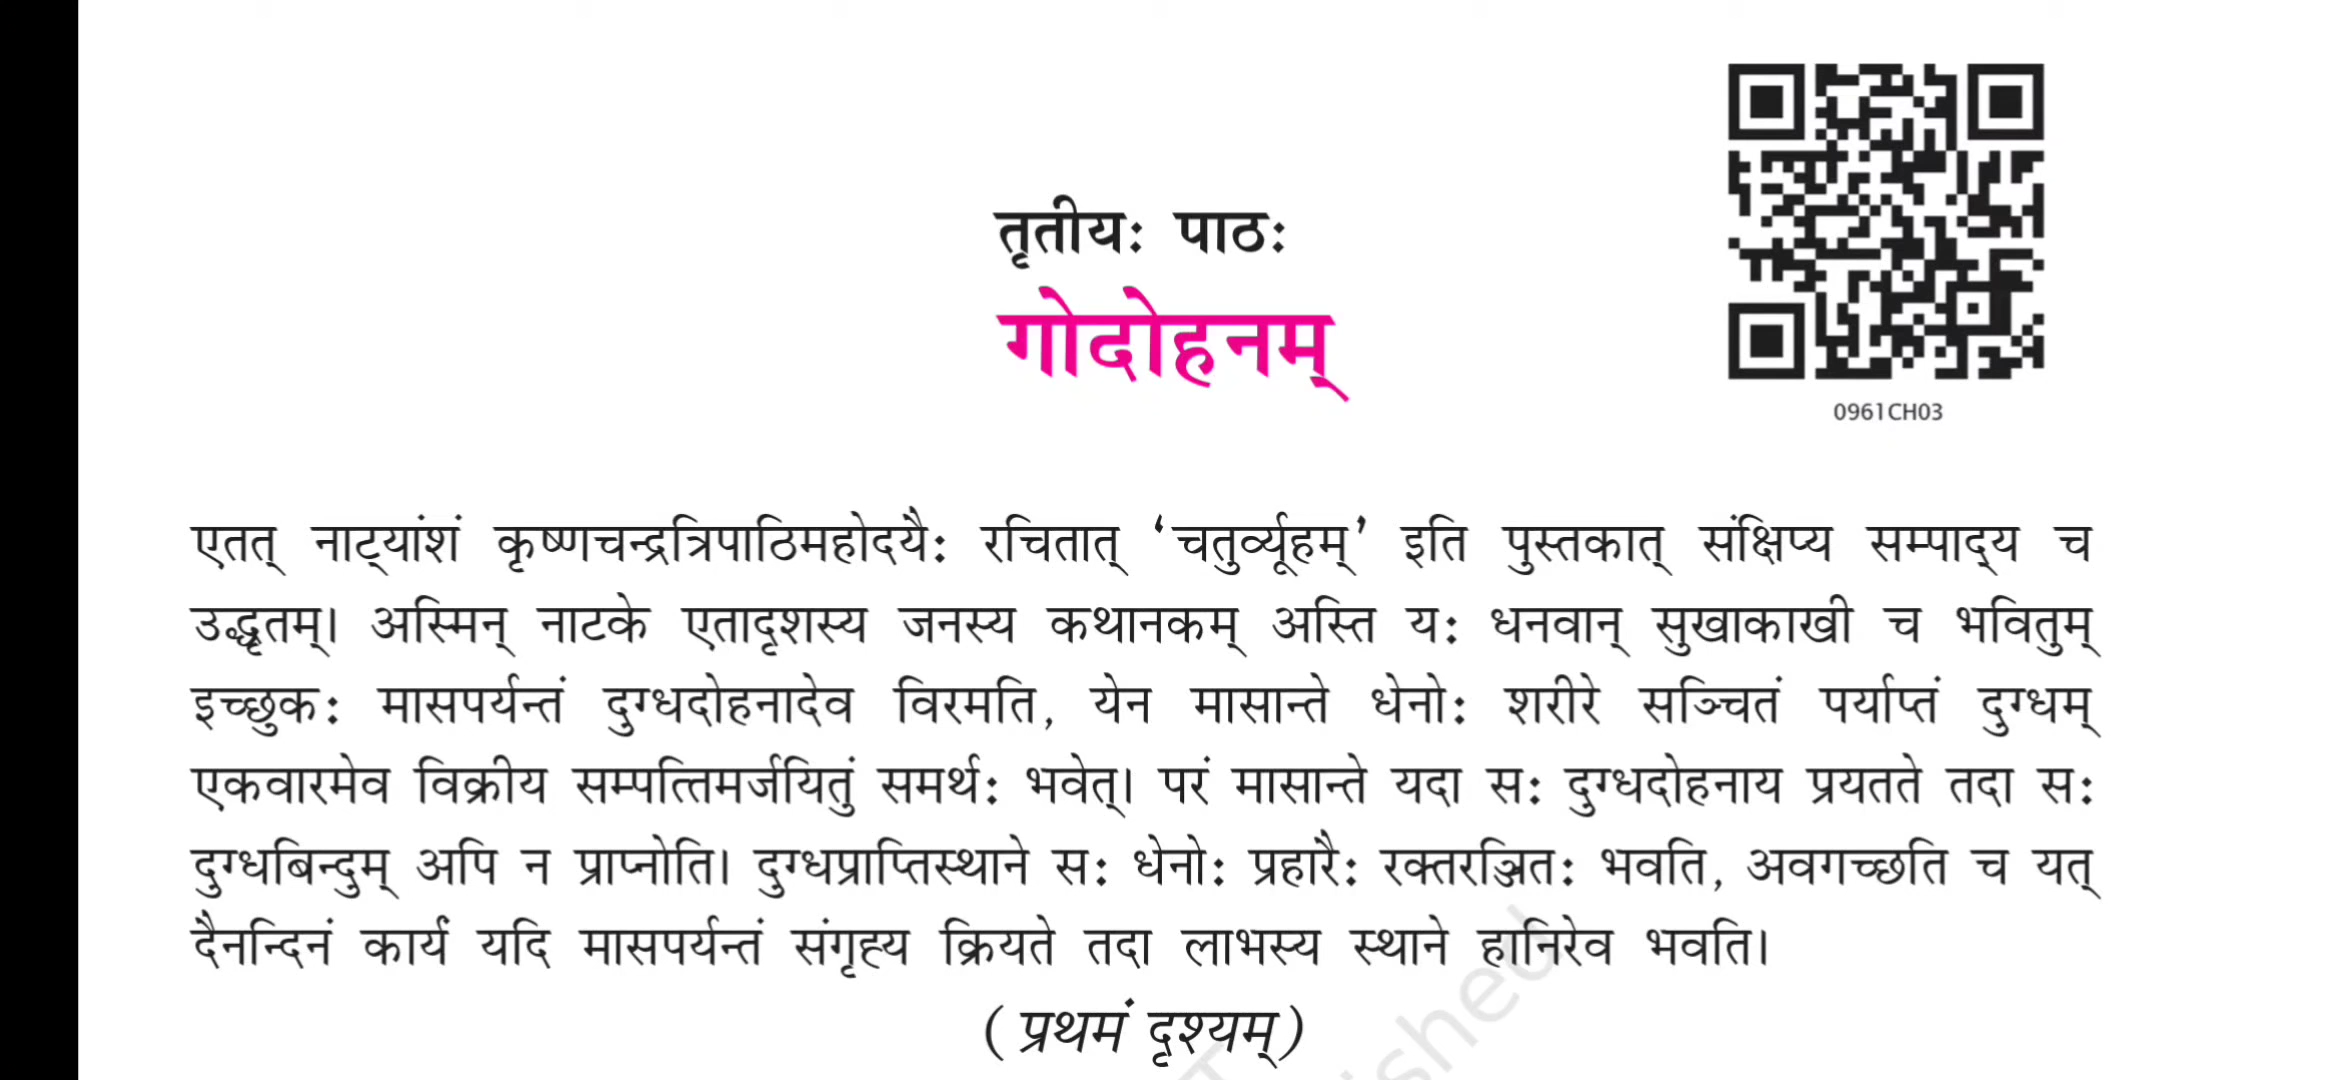 तृतीयः पाठः
गोदोहनम्
0961CH03
एतत् नाट्यांशं कृष्णचन्द्रत्रिपाठिमहोदयैः रचितात् ‘चतुर्व्यूहम्’ इति पुस्तकात् संक्षिप्य सम्पाद्य च
उद्धृतम्। अस्मिन् नाटके एतादृशस्य जनस्य कथानकम् अस्ति यः धनवान् सुखाकाखी च भवितुम्
इच्छुकः मासपर्यन्तं दुग्धदोहनादेव विरमति, येन मासान्ते धेनोः शरीरे सञ्चितं पर्याप्तं दुग्धम्
एकवारमेव विक्रीय सम्पत्तिमर्जयितुं समर्थः भवेत्। परं मासान्ते यदा सः दुग्धदोहनाय प्रयतते तदा सः
दुग्धबिन्दुम् अपि न प्राप्नोति। दुग्धप्राप्तिस्थाने सः धेनोः प्रहारैः रक्तरञ्जितः भवति, अवगच्छति च यत्
दैनन्दिनं कार्यं यदि मासपर्यन्तं संगृह्य क्रियते तदा लाभस्य स्थाने हानिरेव भवति।
(प्रथमं दृश्यम्)